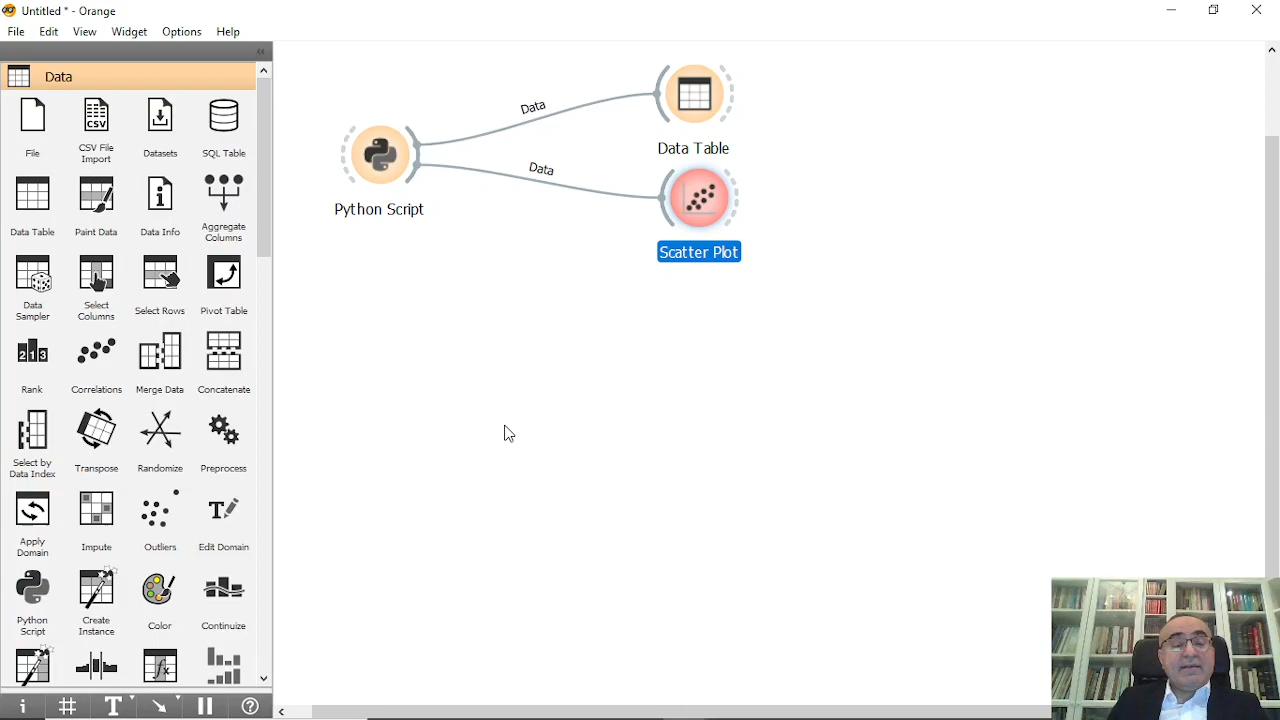 Untitled * - Orange
File Edit View Widget Options Help
Data
File
CSV File Import
Datasets
SQL Table
Data Table
Paint Data
Data Info
Aggregate Columns
Data Sampler
Select Columns
Select Rows
Pivot Table
Rank
Correlations
Merge Data
Concatenate
Select by Data Index
Transpose
Randomize
Preprocess
Apply Domain
Impute
Outliers
Edit Domain
Python Script
Create Instance
Color
Continuize
Data
Data Table
Data
Python Script
Scatter Plot